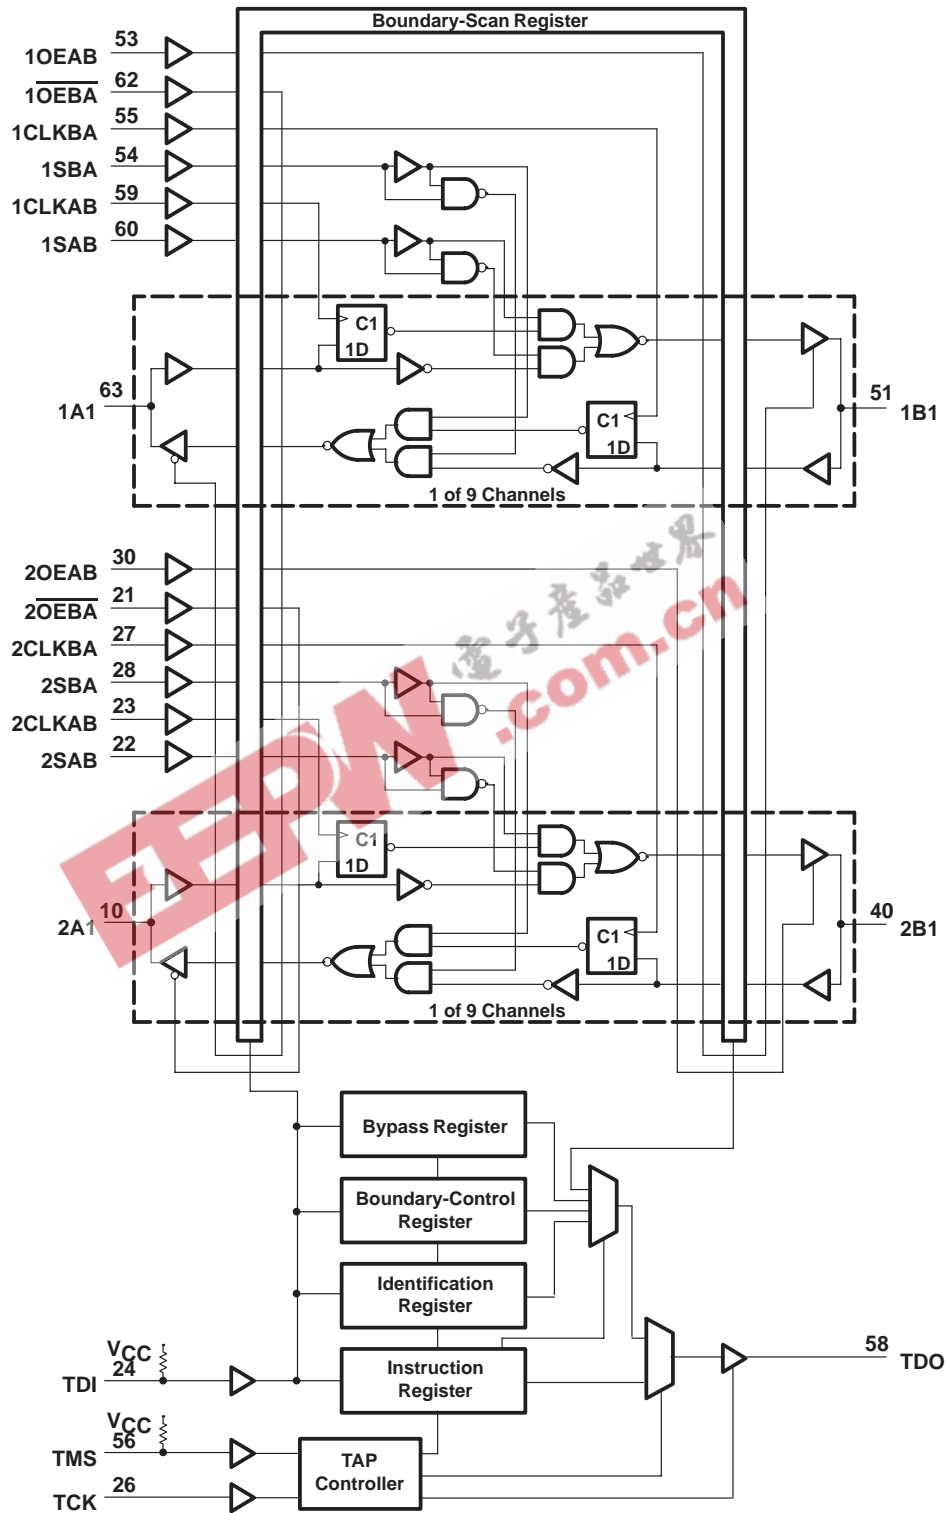 Boundary-Scan Register
1OEAB 53
1OEBA 62
1CLKBA 55
1SBA 54
1CLKAB 59
1SAB 60
C1
1D
63
1A1
51
1B1
C1
1D
1 of 9 Channels
2OEAB 30
2OEBA 21
2CLKBA 27
2SBA 28
2CLKAB 23
2SAB 22
電子產品世界
EEPW.com.cn
C1
1D
10
2A1
40
2B1
C1
1D
1 of 9 Channels
Bypass Register
Boundary-Control
Register
Identification
Register
VCC
24
TDI
Instruction
Register
58
TDO
VCC
56
TMS
TAP
Controller
26
TCK